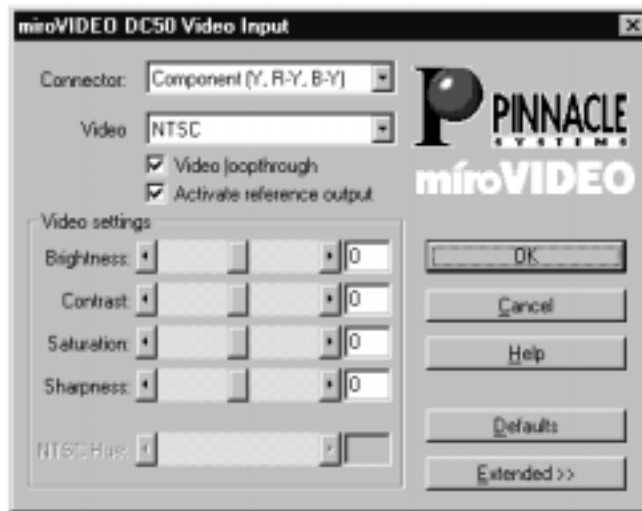 miroVIDEO DC50 Video Input
Connector: Component (Y, R-Y, B-Y)
Video NTSC
Video loopthrough
Activate reference output
PINNACLE
SYSTEMS
miroVIDEO
Video settings
Brightness: 0
Contrast: 0
Saturation: 0
Sharpness: 0
NTSC Hue:
OK
Cancel
Help
Defaults
Extended >>